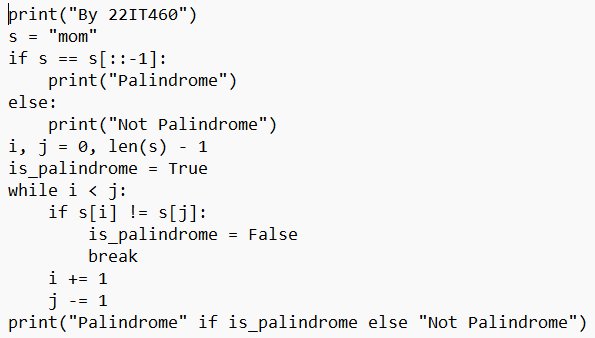 print("By 22IT460")
s = "mom"
if s == s[::-1]:
    print("Palindrome")
else:
    print("Not Palindrome")
i, j = 0, len(s) - 1
is_palindrome = True
while i < j:
    if s[i] != s[j]:
        is_palindrome = False
        break
    i += 1
    j -= 1
print("Palindrome" if is_palindrome else "Not Palindrome")